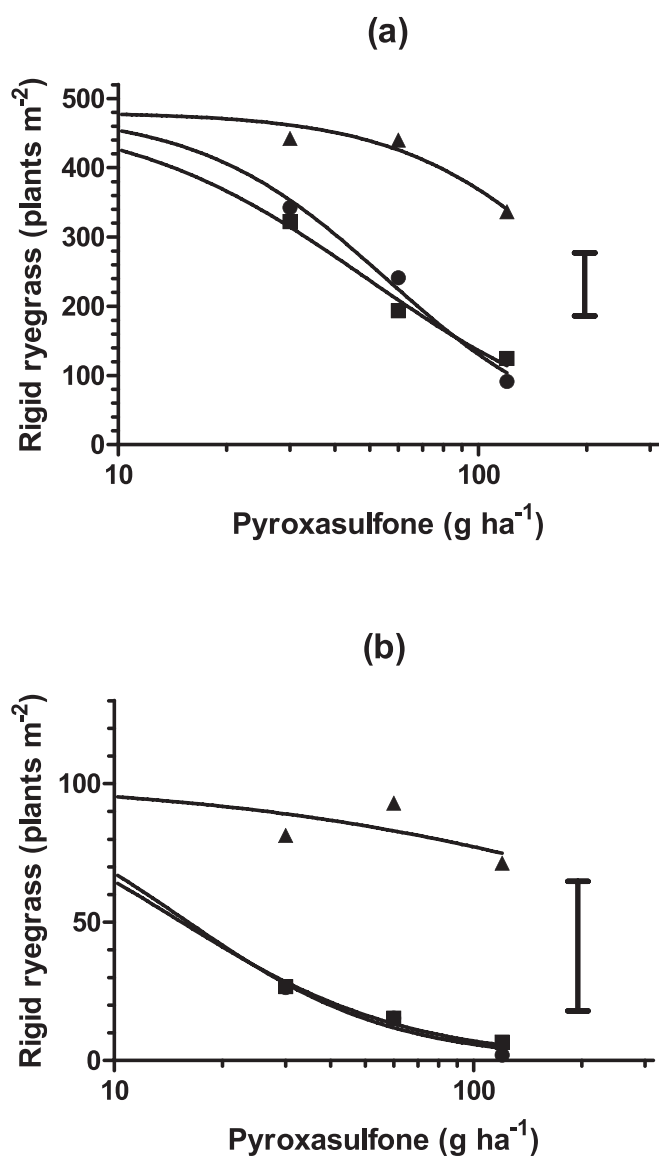 (a)
Rigid ryegrass (plants m⁻²)
500
400
300
200
100
0
10
100
Pyroxasulfone (g ha⁻¹)
(b)
Rigid ryegrass (plants m⁻²)
100
50
0
10
100
Pyroxasulfone (g ha⁻¹)